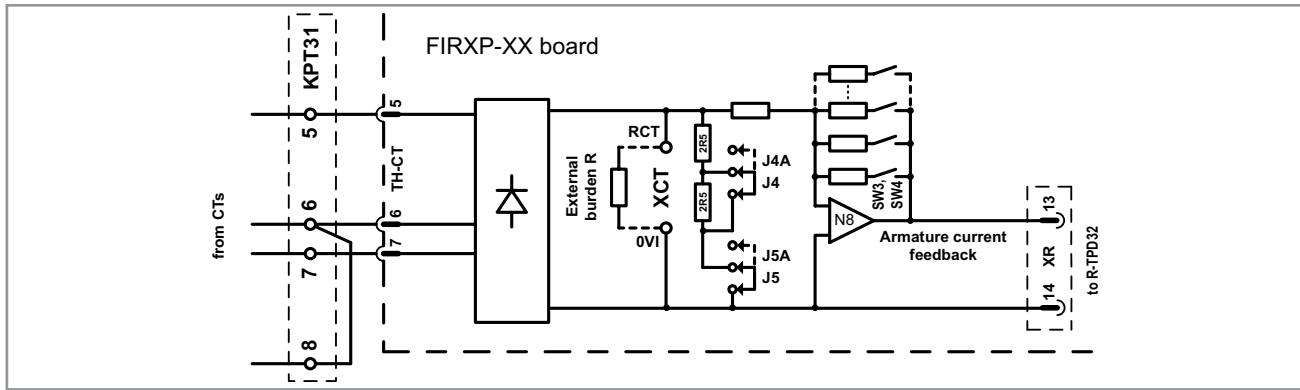 FIRXP-XX board
KPT31
5
6
7
8
from CTs
TH-CT
5
6
7
External
burden R
RCT
XCT
0VI
2R5
2R5
J4A
J4
J5A
J5
SW3,
SW4
N8
Armature current
feedback
13
XR
14
to R-TPD32